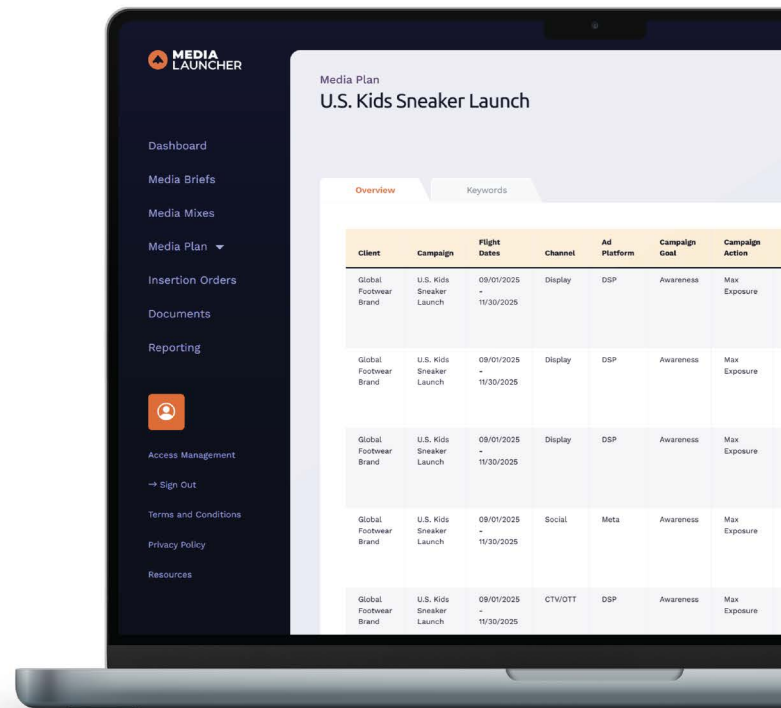 MEDIA
LAUNCHER
Dashboard
Media Briefs
Media Mixes
Media Plan
Insertion Orders
Documents
Reporting
Access Management
→ Sign Out
Terms and Conditions
Privacy Policy
Resources
Media Plan
U.S. Kids Sneaker Launch
Overview Keywords
Client Campaign Flight Dates Channel Ad Platform Campaign Goal Campaign Action
Global Footwear Brand U.S. Kids Sneaker Launch 09/01/2025 - 11/30/2025 Display DSP Awareness Max Exposure
Global Footwear Brand U.S. Kids Sneaker Launch 09/01/2025 - 11/30/2025 Display DSP Awareness Max Exposure
Global Footwear Brand U.S. Kids Sneaker Launch 09/01/2025 - 11/30/2025 Display DSP Awareness Max Exposure
Global Footwear Brand U.S. Kids Sneaker Launch 09/01/2025 - 11/30/2025 Social Meta Awareness Max Exposure
Global Footwear Brand U.S. Kids Sneaker Launch 09/01/2025 - 11/30/2025 CTV/OTT DSP Awareness Max Exposure